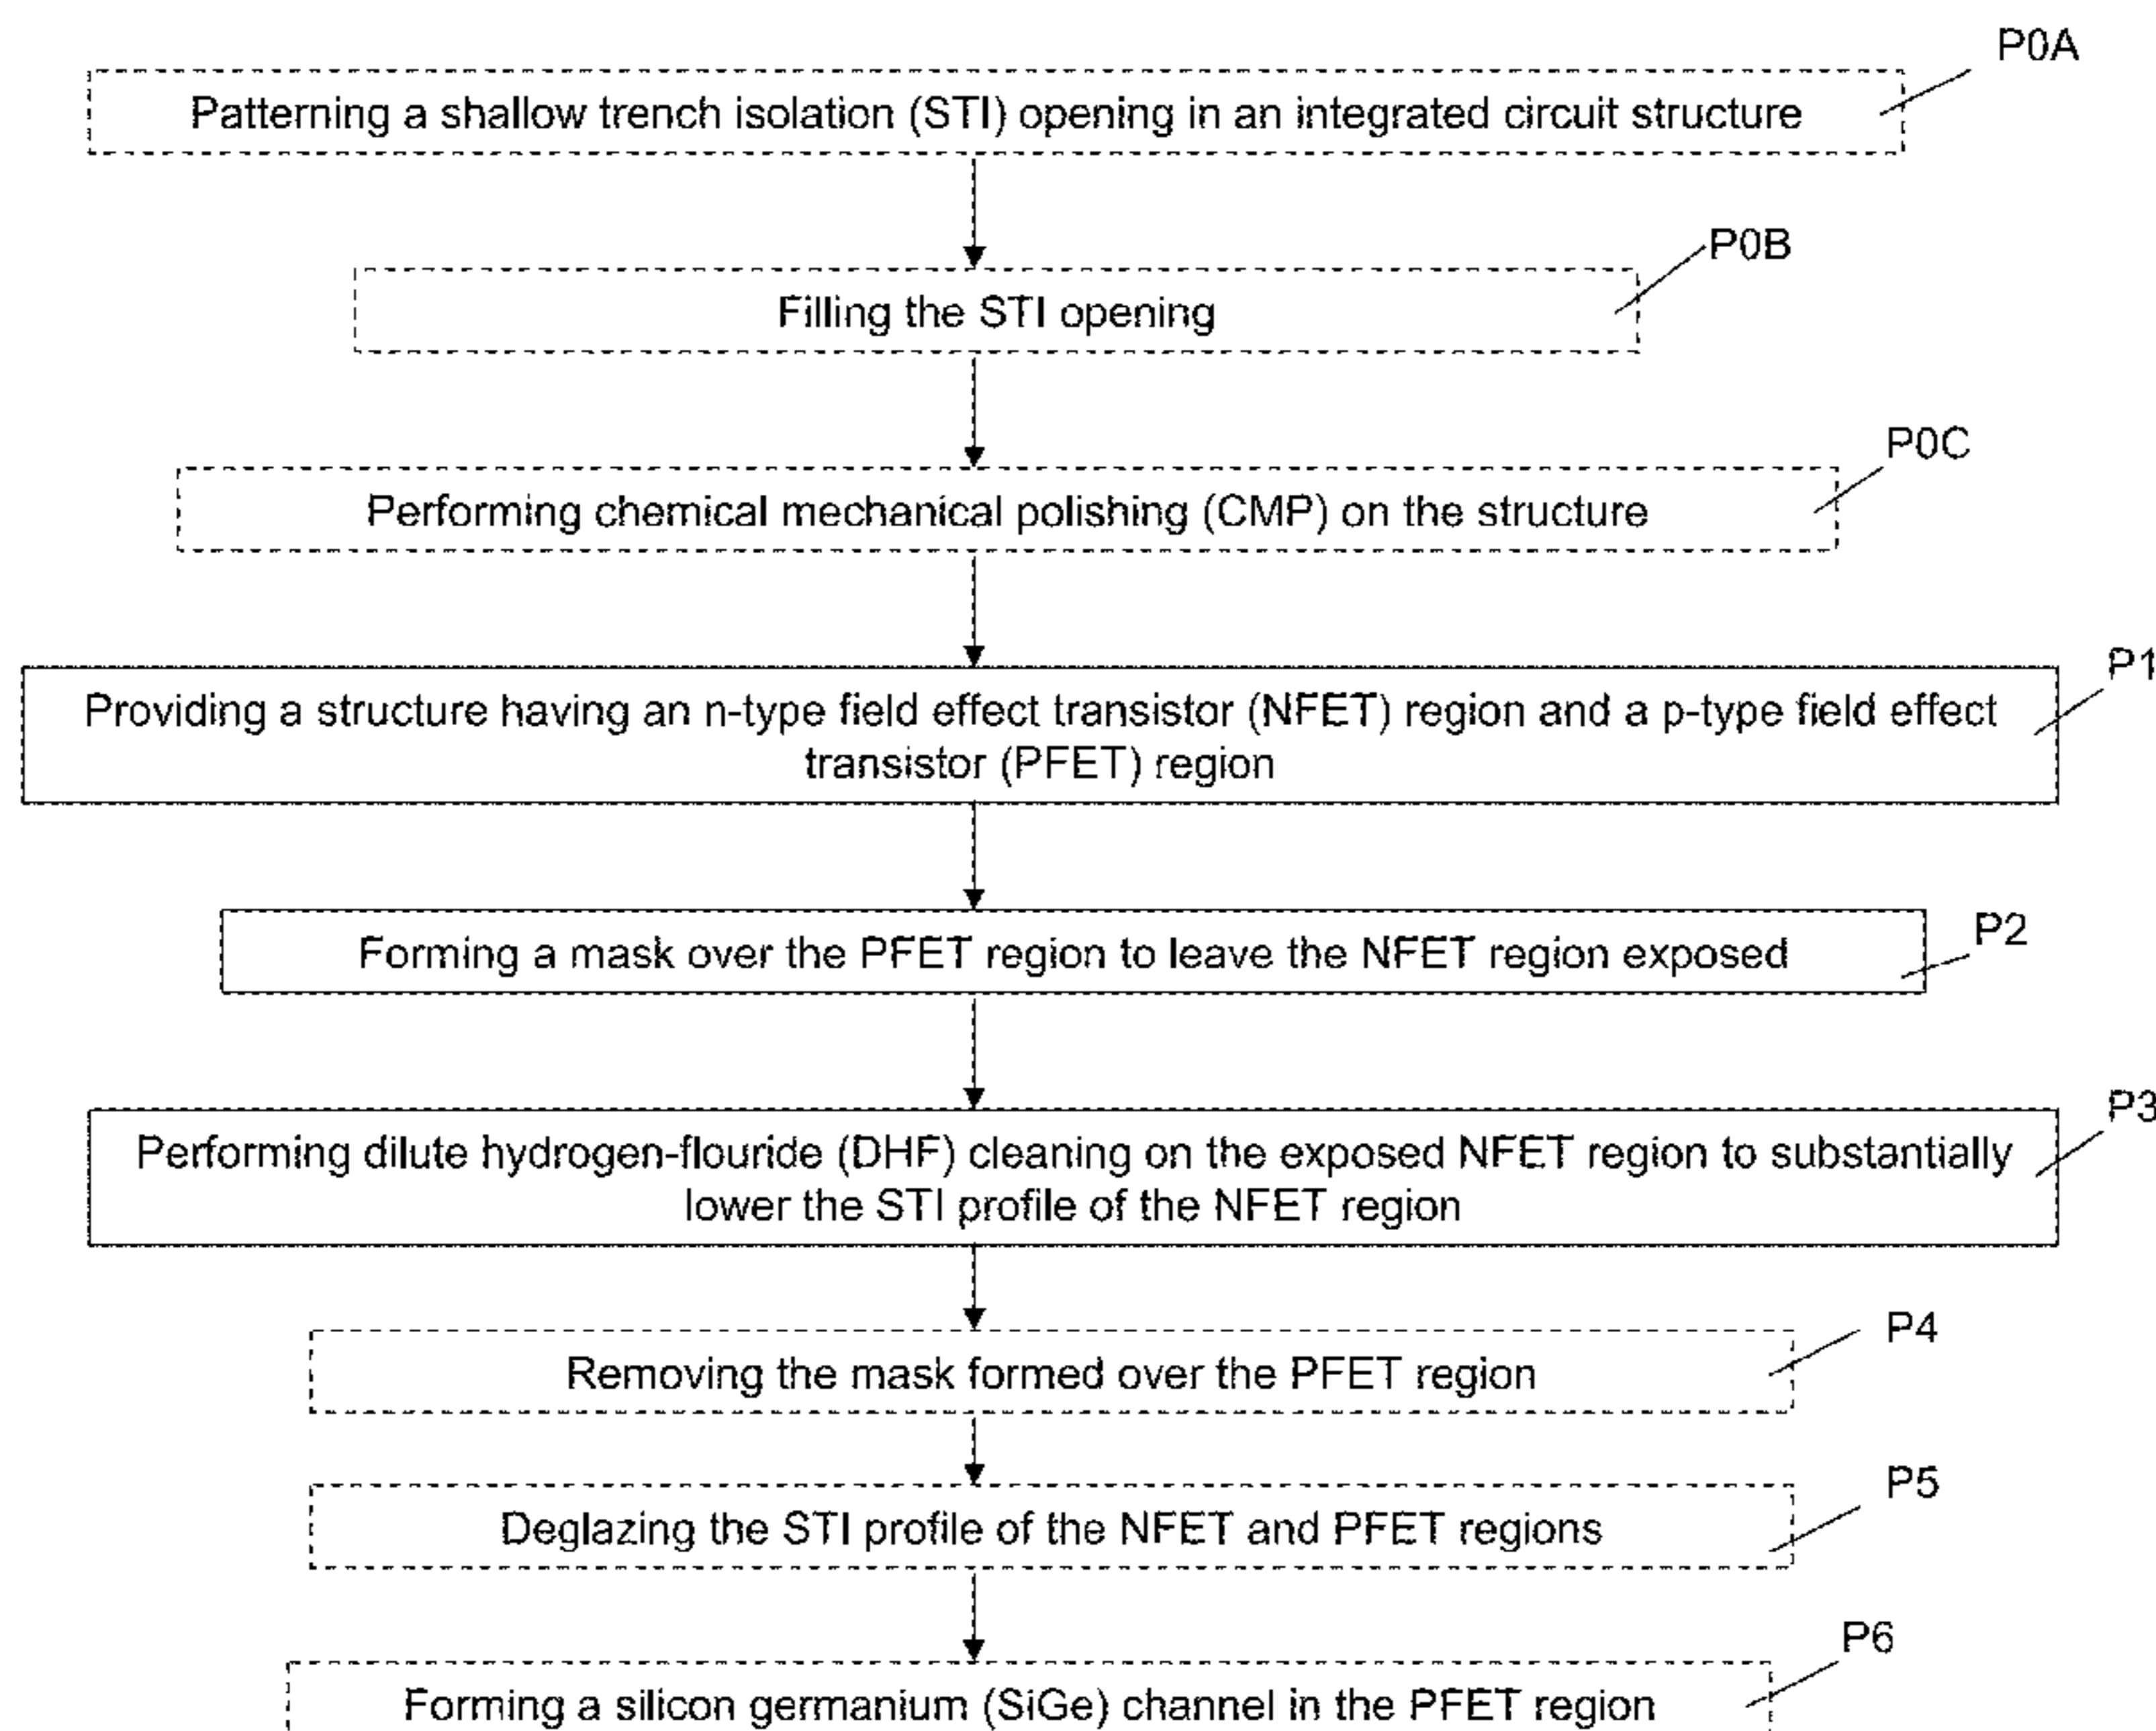 P0A
Patterning a shallow trench isolation (STI) opening in an integrated circuit structure
P0B
Filling the STI opening
P0C
Performing chemical mechanical polishing (CMP) on the structure
P1
Providing a structure having an n-type field effect transistor (NFET) region and a p-type field effect
transistor (PFET) region
P2
Forming a mask over the PFET region to leave the NFET region exposed
P3
Performing dilute hydrogen-flouride (DHF) cleaning on the exposed NFET region to substantially
lower the STI profile of the NFET region
P4
Removing the mask formed over the PFET region
P5
Deglazing the STI profile of the NFET and PFET regions
P6
Forming a silicon germanium (SiGe) channel in the PFET region